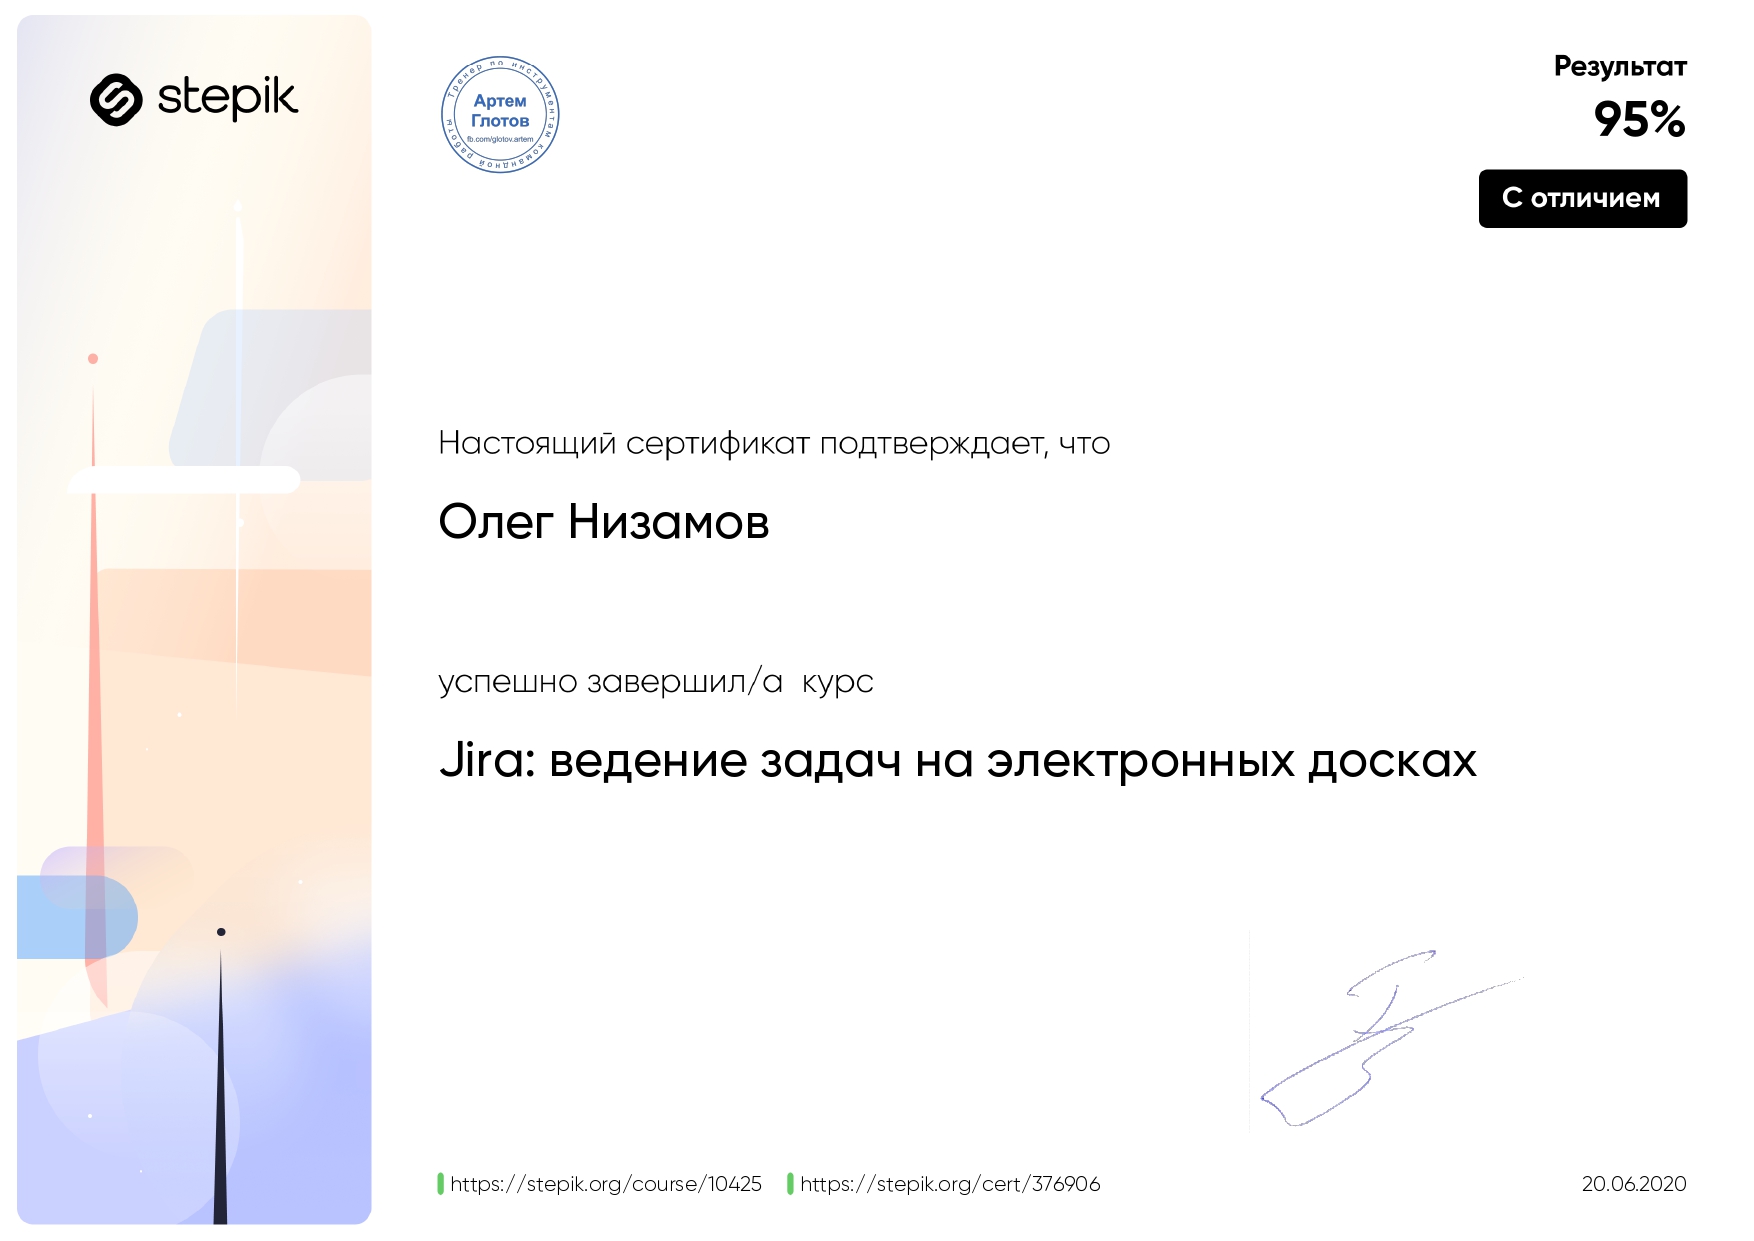 stepik
Тренер по инструментам командной работы
Артем
Глотов
fb.com/glotov.artem
Результат
95%
С отличием
Настоящий сертификат подтверждает, что
Олег Низамов
успешно завершил/а курс
Jira: ведение задач на электронных досках
https://stepik.org/course/10425
https://stepik.org/cert/376906
20.06.2020